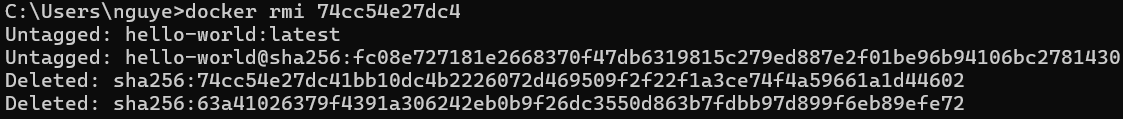 C:\Users\nguye>docker rmi 74cc54e27dc4
Untagged: hello-world:latest
Untagged: hello-world@sha256:fc08e727181e2668370f47db6319815c279ed887e2f01be96b94106bc2781430
Deleted: sha256:74cc54e27dc41bb10dc4b2226072d469509f2f22f1a3ce74f4a59661a1d44602
Deleted: sha256:63a41026379f4391a306242eb0b9f26dc3550d863b7fdbb97d899f6eb89efe72